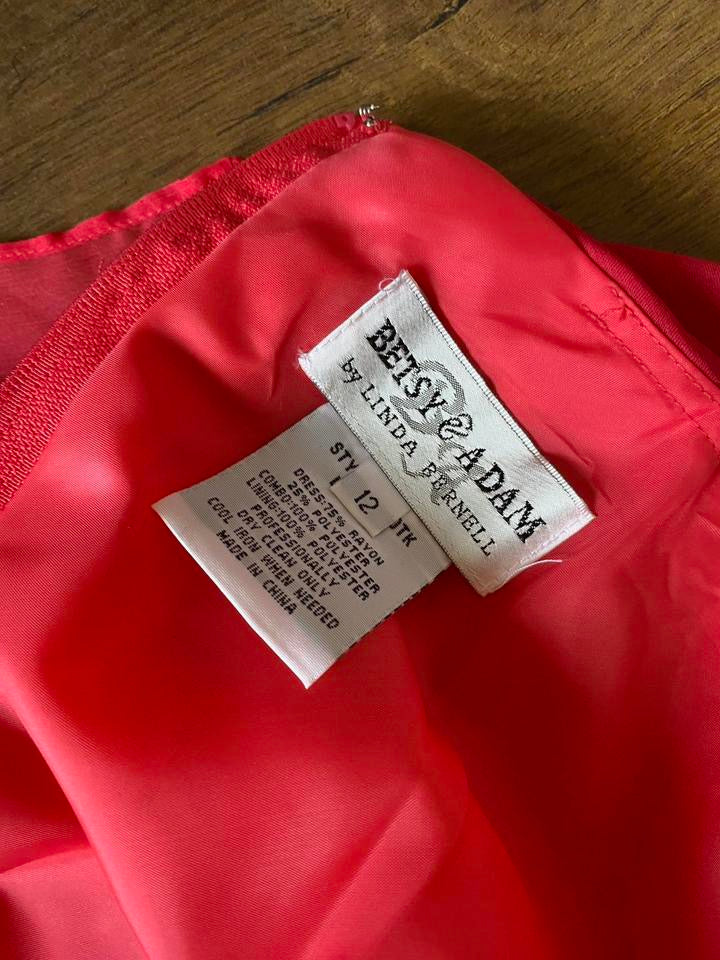 BETSY & ADAM
by LINDA BERNELL
12
STY
OTK
DRESS:75% RAYON
25% POLYESTER
COMBO:100% POLYESTER
LINING:100% POLYESTER
PROFESSIONALLY
DRY CLEAN ONLY
COOL IRON WHEN NEEDED
MADE IN CHINA